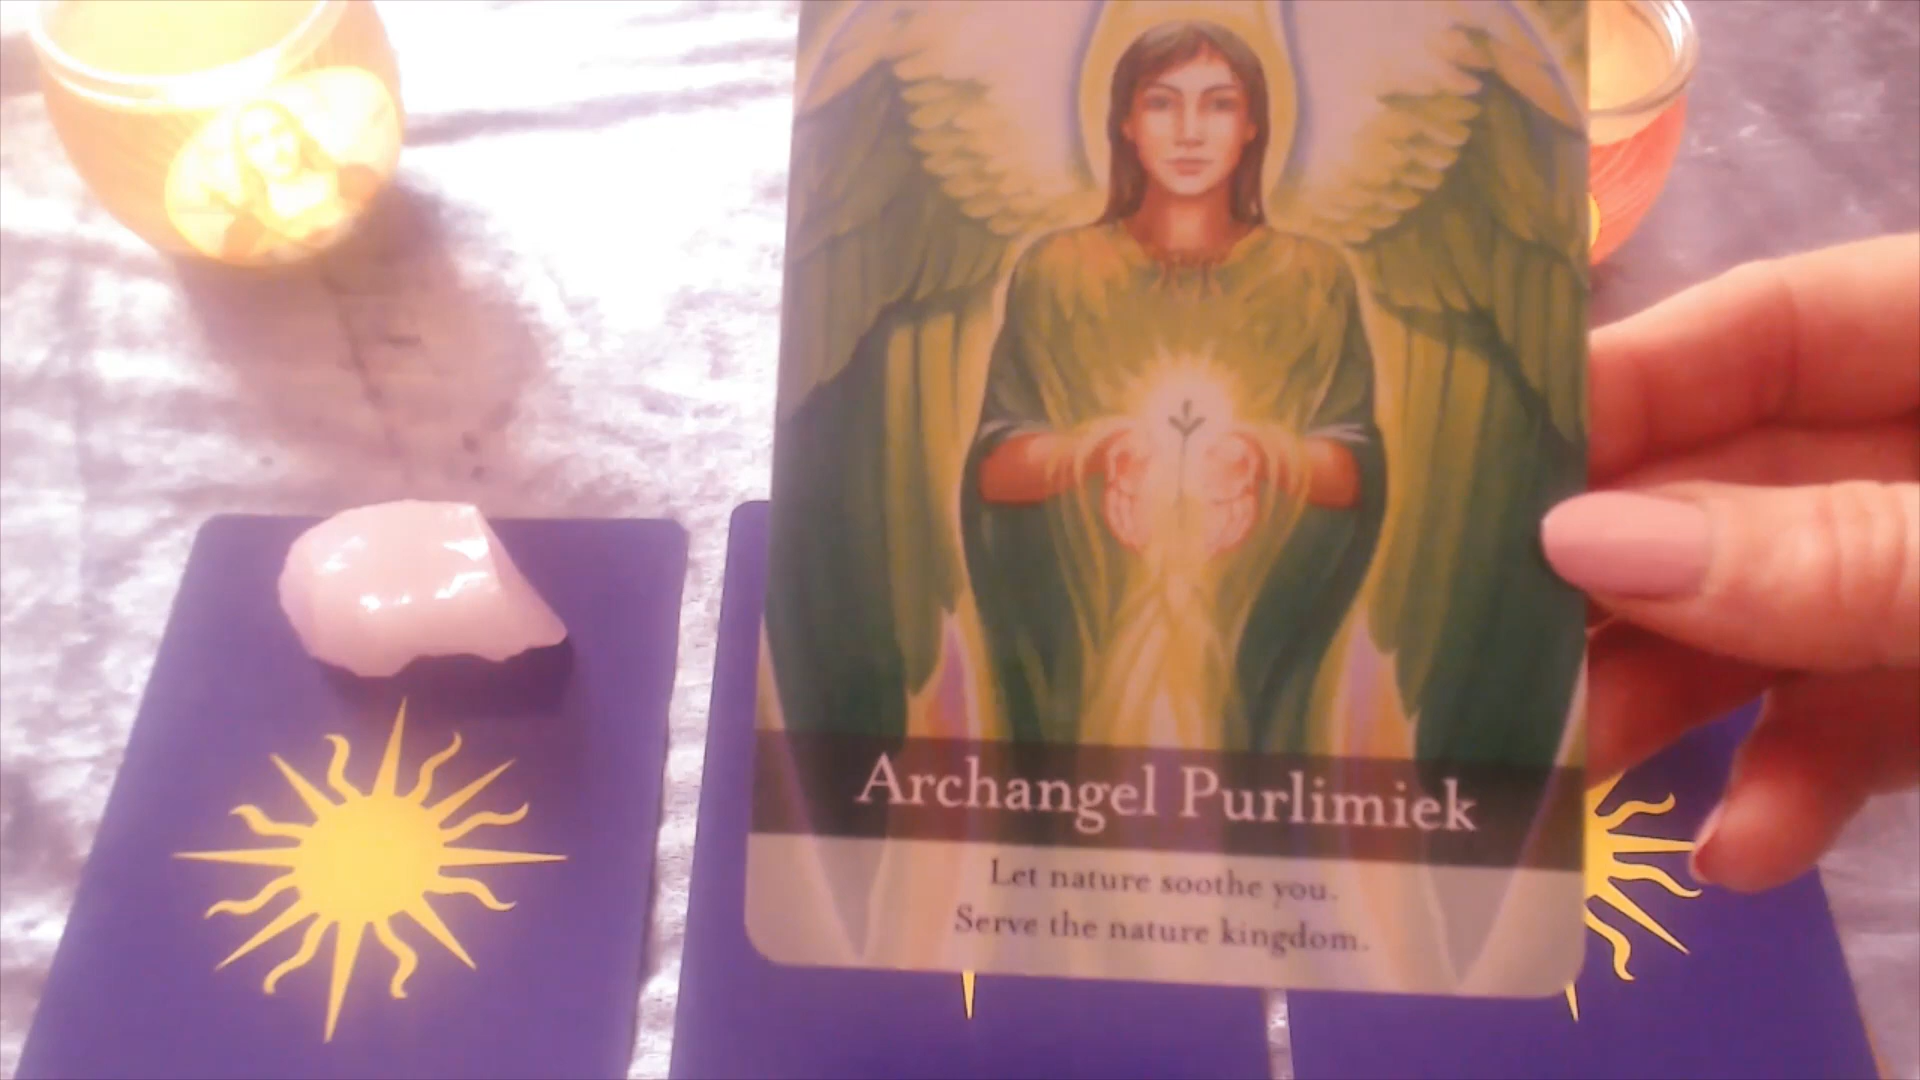 Archangel Purlimiek
Let nature soothe you.
Serve the nature kingdom.